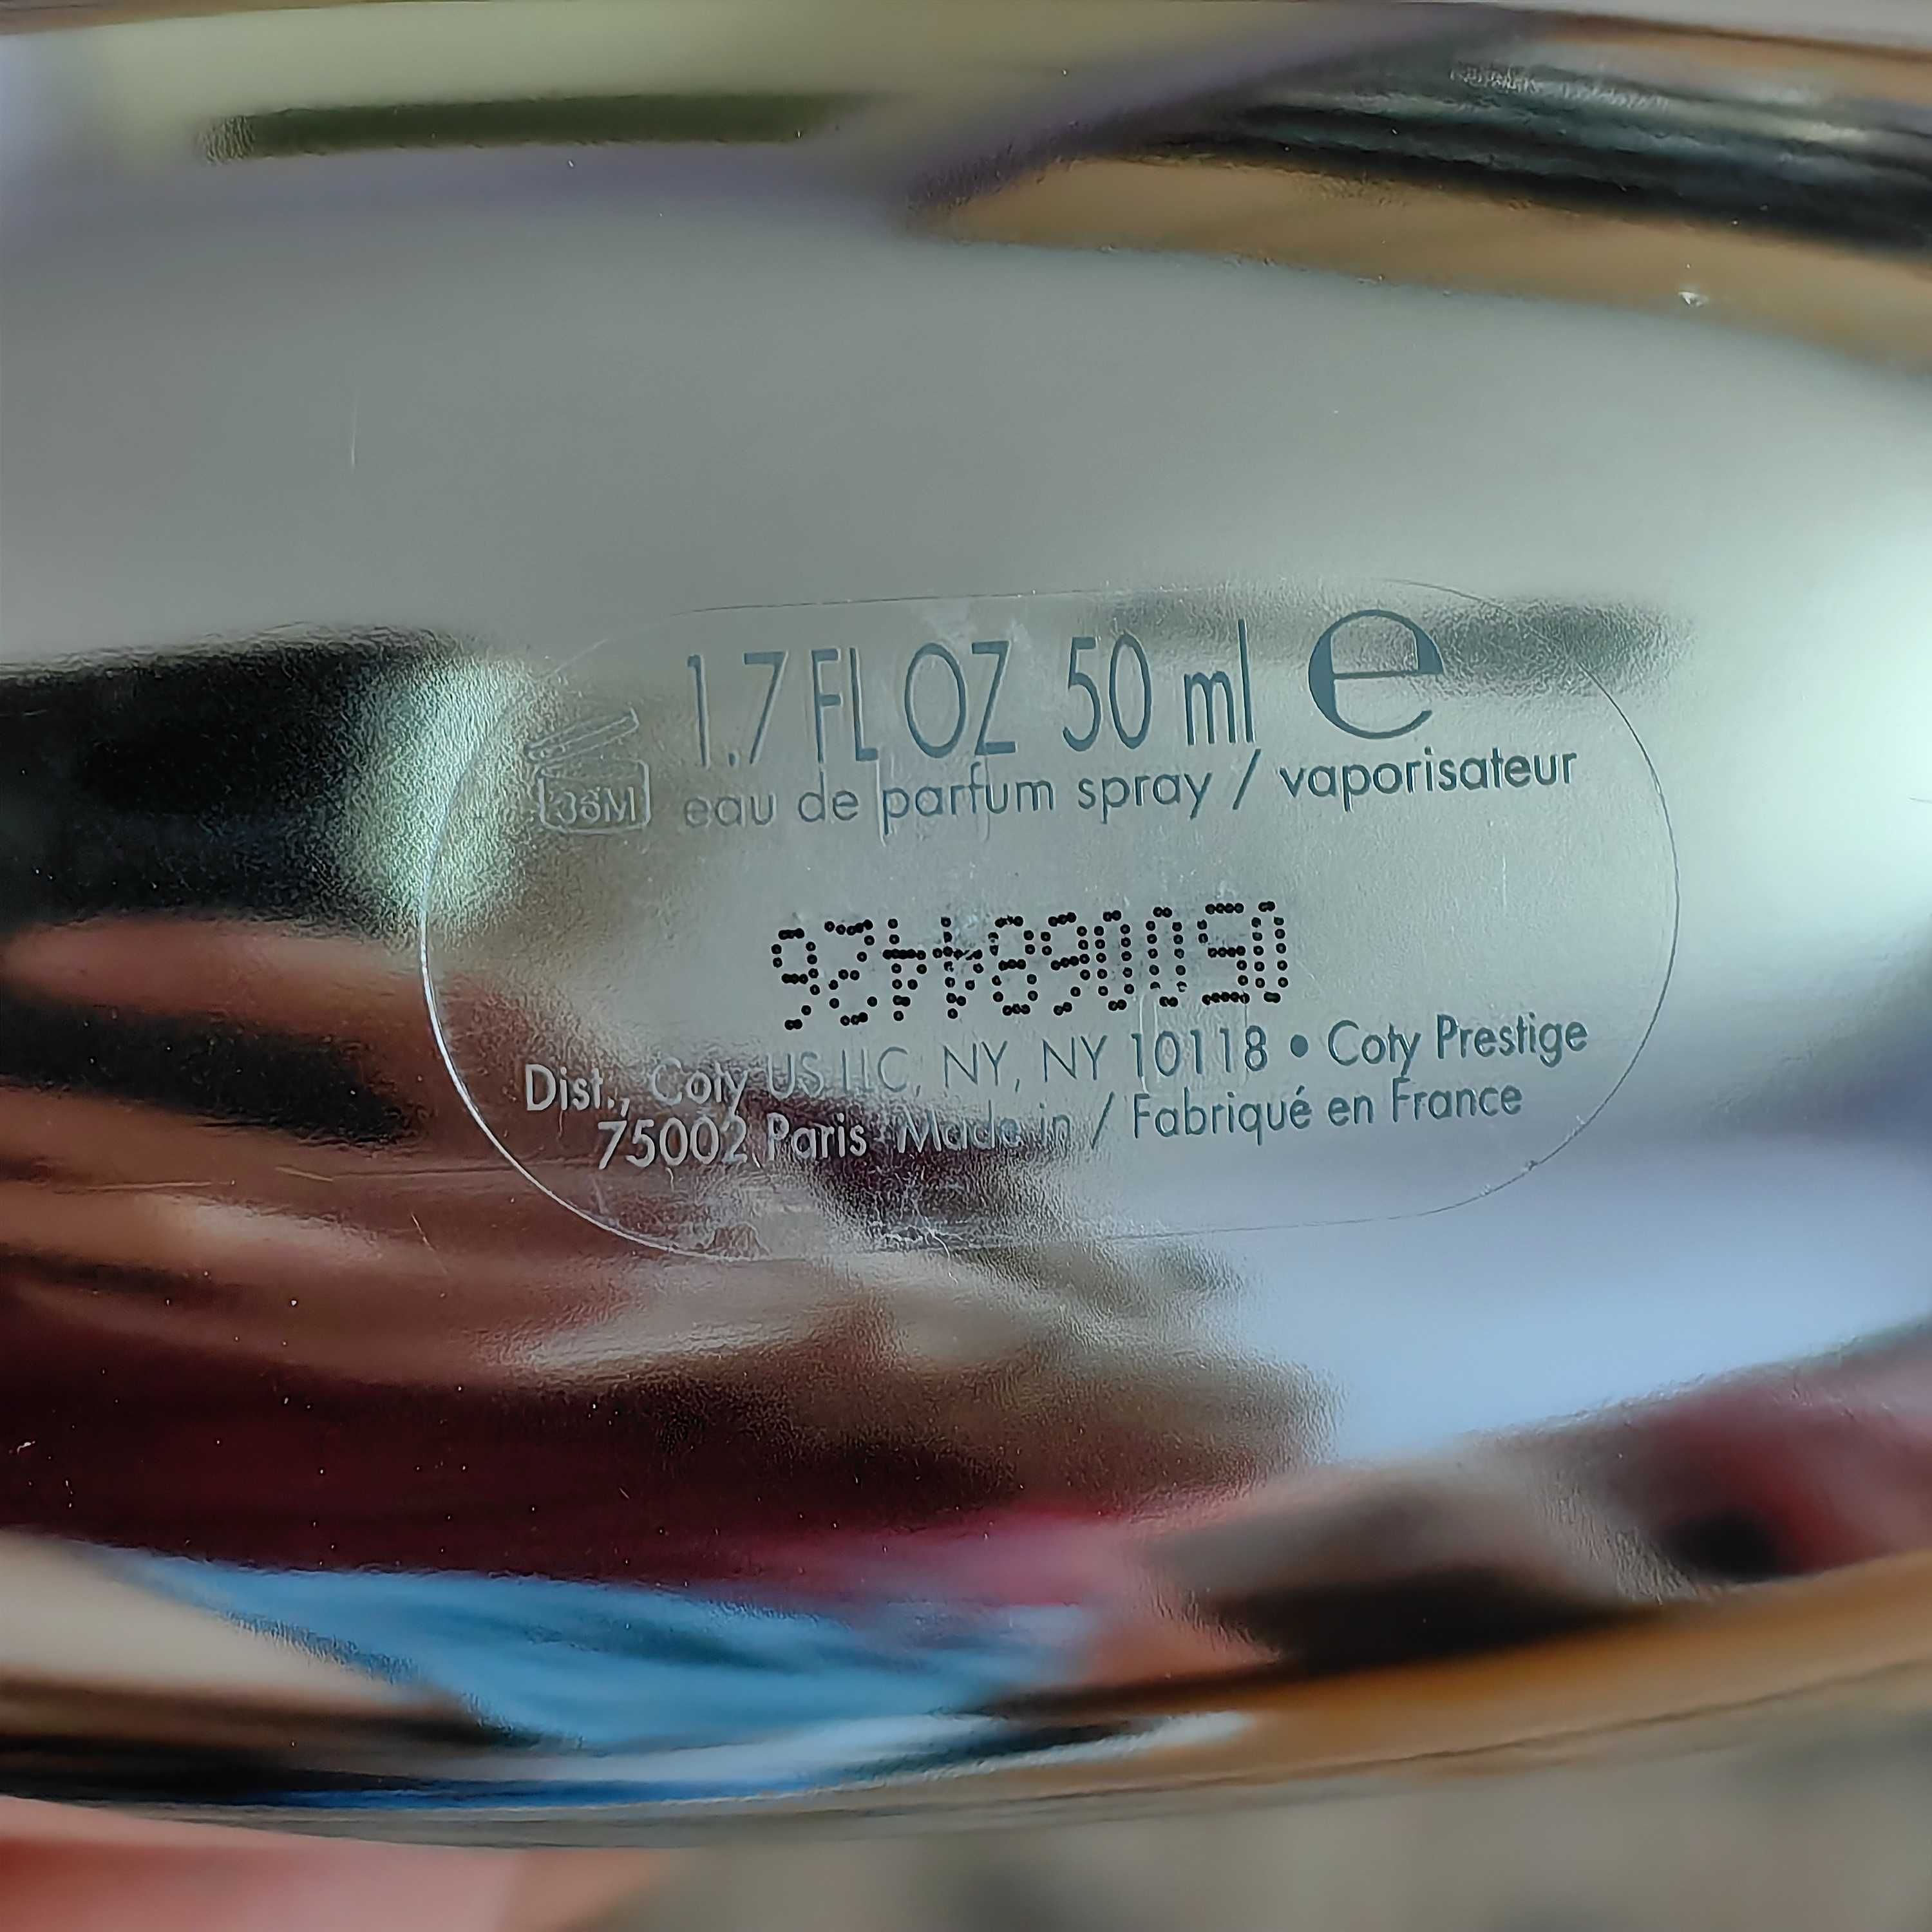 1.7 FL OZ 50 ml ℮
36M eau de parfum spray / vaporisateur
Dist., Coty US LLC, NY, NY 10118 • Coty Prestige
75002 Paris Made in / Fabriqué en France